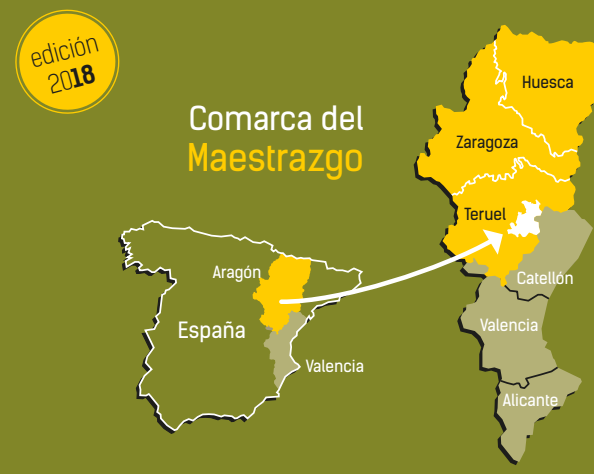 edición
2018
Comarca del
Maestrazgo
Huesca
Zaragoza
Teruel
Catellón
Valencia
Alicante
Aragón
España
Valencia